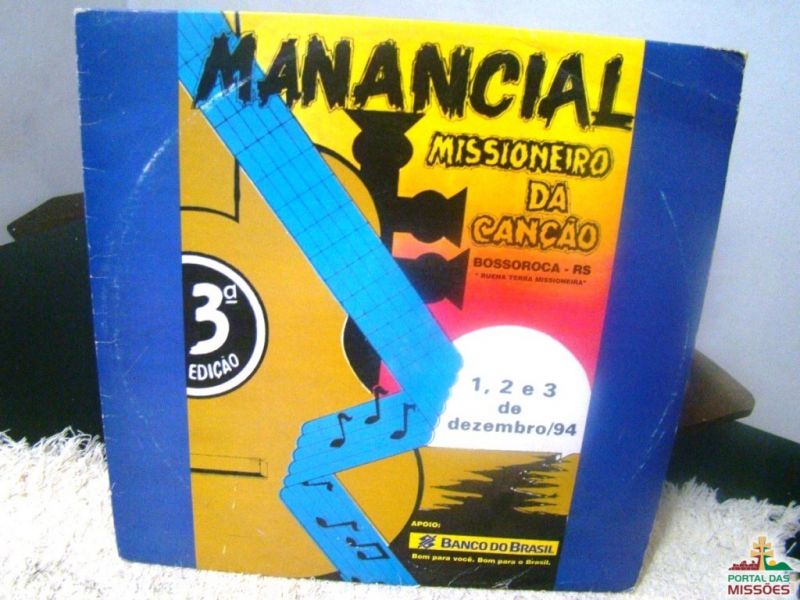 MANANCIAL
MISSIONEIRO
DA
CANÇÃO
BOSSOROCA - RS
"BUENA TERRA MISSIONEIRA"
3ª
EDIÇÃO
1, 2 e 3
de
dezembro/94
APOIO:
BANCO DO BRASIL
Bom para você. Bom para o Brasil.
PORTAL DAS
MISSÕES